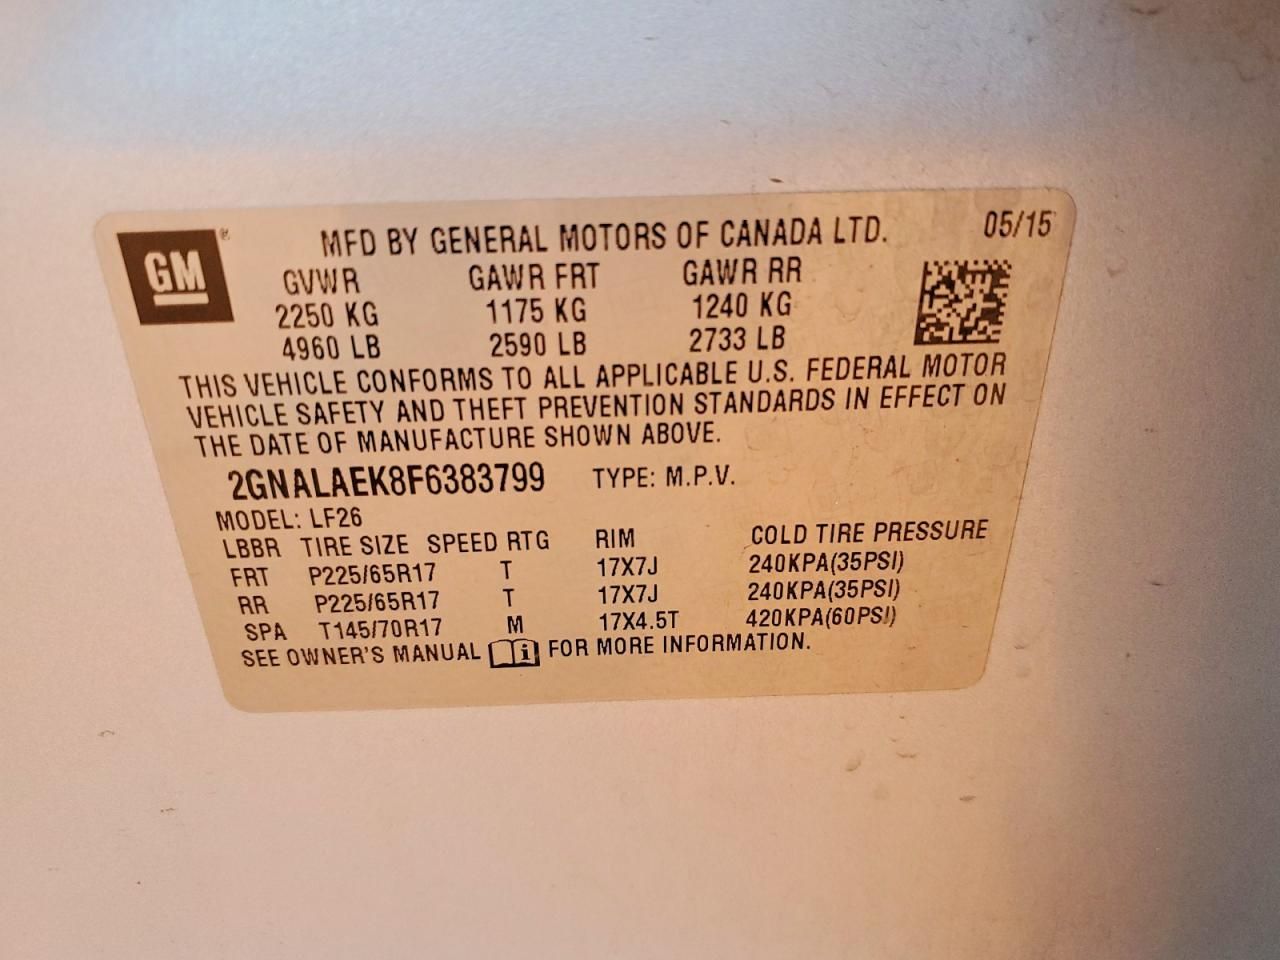 GM ® MFD BY GENERAL MOTORS OF CANADA LTD. 05/15
GVWR GAWR FRT GAWR RR
2250 KG 1175 KG 1240 KG
4960 LB 2590 LB 2733 LB
THIS VEHICLE CONFORMS TO ALL APPLICABLE U.S. FEDERAL MOTOR
VEHICLE SAFETY AND THEFT PREVENTION STANDARDS IN EFFECT ON
THE DATE OF MANUFACTURE SHOWN ABOVE.
2GNALAEK8F6383799 TYPE: M.P.V.
MODEL: LF26
LBBR TIRE SIZE SPEED RTG RIM COLD TIRE PRESSURE
FRT P225/65R17 T 17X7J 240KPA(35PSI)
RR P225/65R17 T 17X7J 240KPA(35PSI)
SPA T145/70R17 M 17X4.5T 420KPA(60PSI)
SEE OWNER'S MANUAL i FOR MORE INFORMATION.